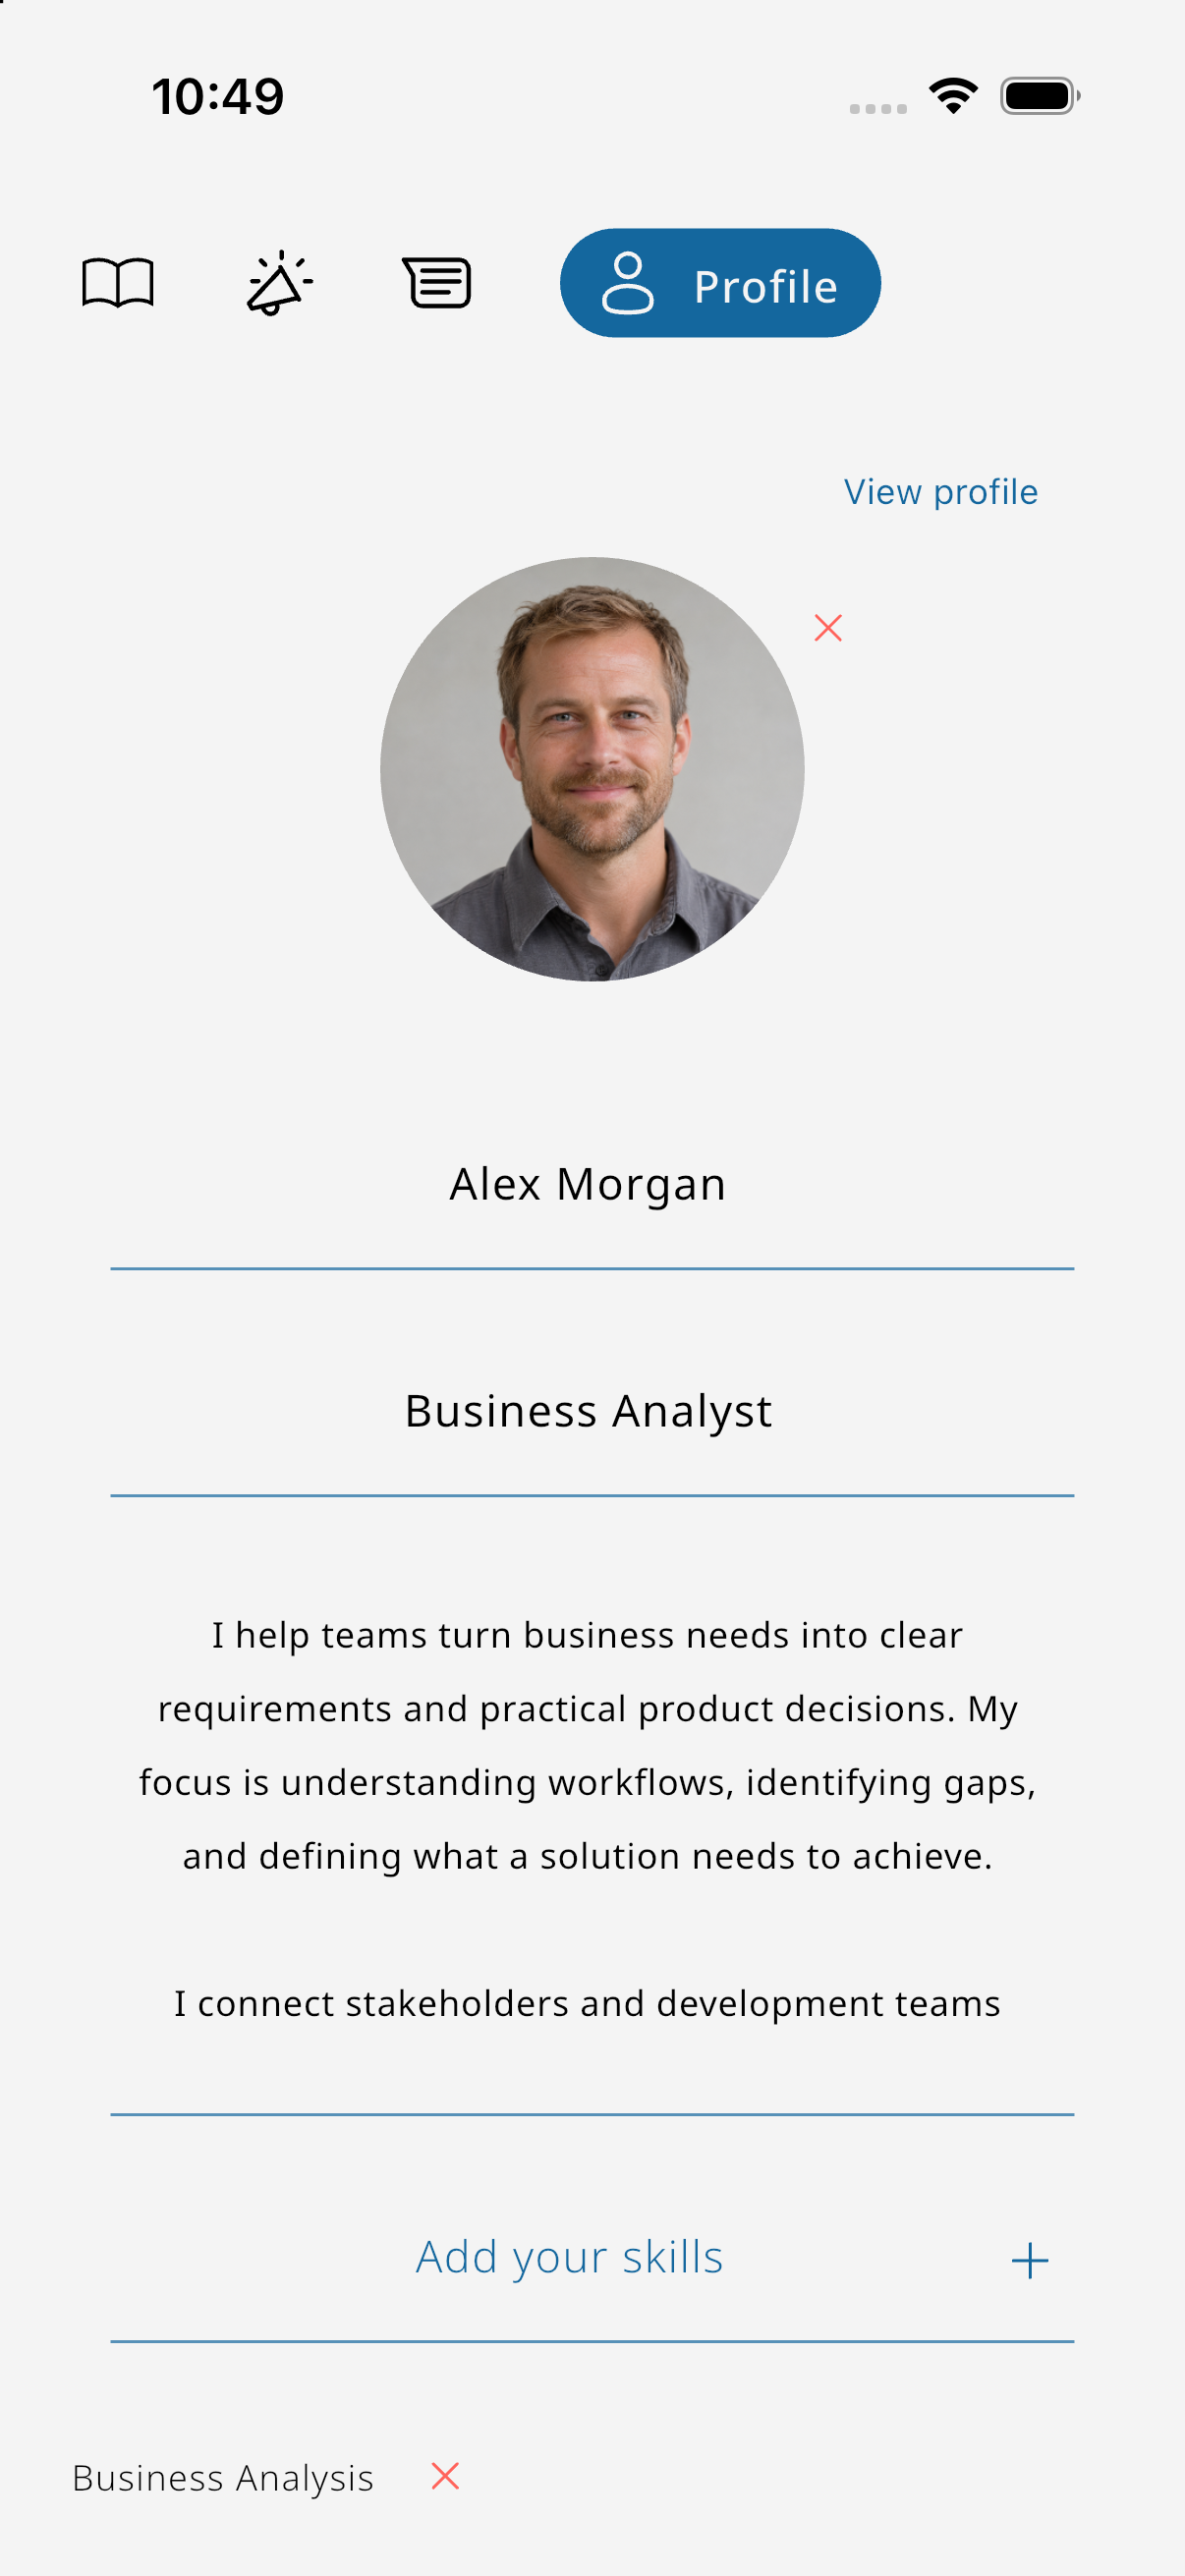 10:49
Profile
View profile
Alex Morgan
Business Analyst
I help teams turn business needs into clear
requirements and practical product decisions. My
focus is understanding workflows, identifying gaps,
and defining what a solution needs to achieve.
I connect stakeholders and development teams
Add your skills
Business Analysis